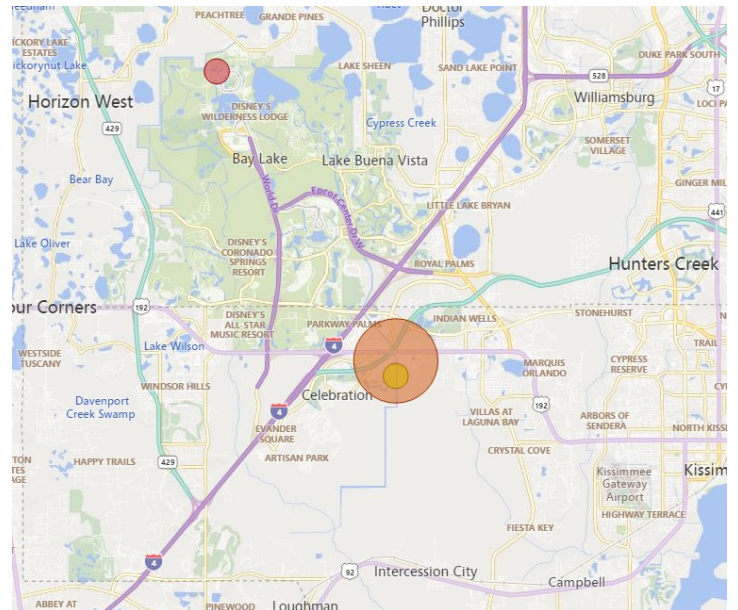 PEACHTREE
GRANDE PINES
Doctor
Phillips
ICKORY LAKE
ESTATES
ickorynut Lake
LAKE SHEEN
SAND LAKE POINT
DUKE PARK SOUTH
528
17
Horizon West
Williamsburg
LOCI PA
DISNEY'S
WILDERNESS LODGE
429
Cypress Creek
SOMERSET
VILLAGE
Bay Lake
Lake Buena Vista
Bear Bay
World Dr
Epcot Center Dr W
GINGER MIL
LITTLE LAKE BRYAN
441
Lake Oliver
DISNEY'S
CORONADO
SPRINGS
RESORT
ROYAL PALMS
Hunters Creek
our Corners
192
DISNEY'S
ALL-STAR
MUSIC RESORT
PARKWAY PALMS
INDIAN WELLS
STONEHURST
TRAIL
WESTSIDE
TUSCANY
Lake Wilson
4
MARQUIS
ORLANDO
CYPRESS
RESERVE
WINDSOR HILLS
Celebration
CY
Davenport
Creek Swamp
4
192
VILLAS AT
LAGUNA BAY
ARBORS OF
SENDERA
EVANDER
SQUARE
NORTH KISS
HAPPY TRAILS
429
ARTISAN PARK
CRYSTAL COVE
Kissimmee
Gateway
Airport
Kissim
HIGHWAY TERRACE
FIESTA KEY
4
92
Intercession City
Campbell
ABBEY AT
PINEWOOD
Loughman